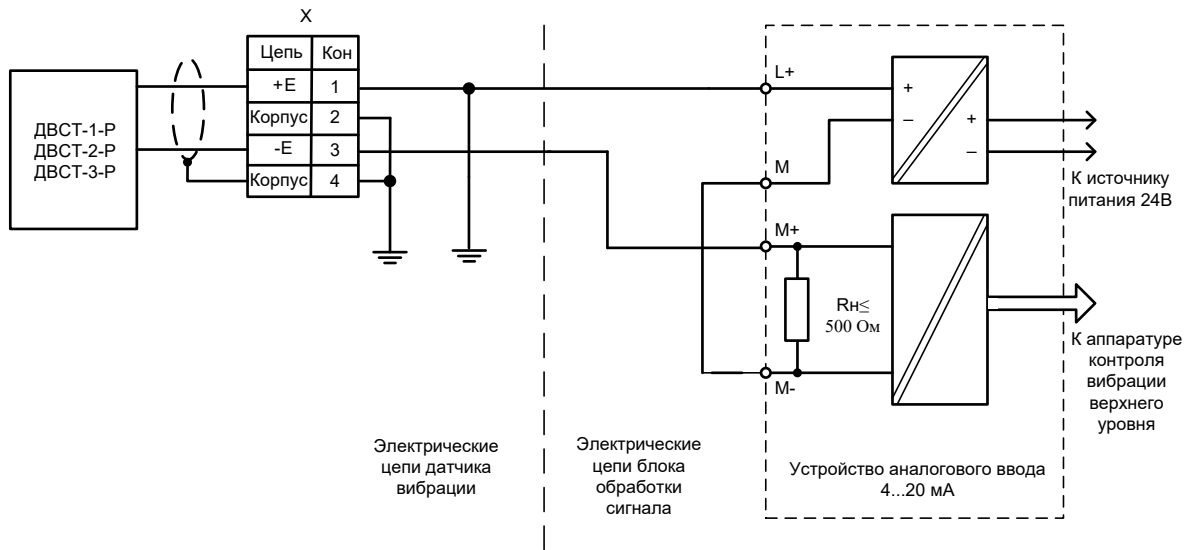 X
Цепь Кон
+E 1
Корпус 2
-E 3
Корпус 4
ДВСТ-1-Р
ДВСТ-2-Р
ДВСТ-3-Р
L+
M
M+
M-
+
–
+
–
К источнику
питания 24В
Rн≤
500 Ом
К аппаратуре
контроля
вибрации
верхнего
уровня
Электрические
цепи датчика
вибрации
Электрические
цепи блока
обработки
сигнала
Устройство аналогового ввода
4...20 мА